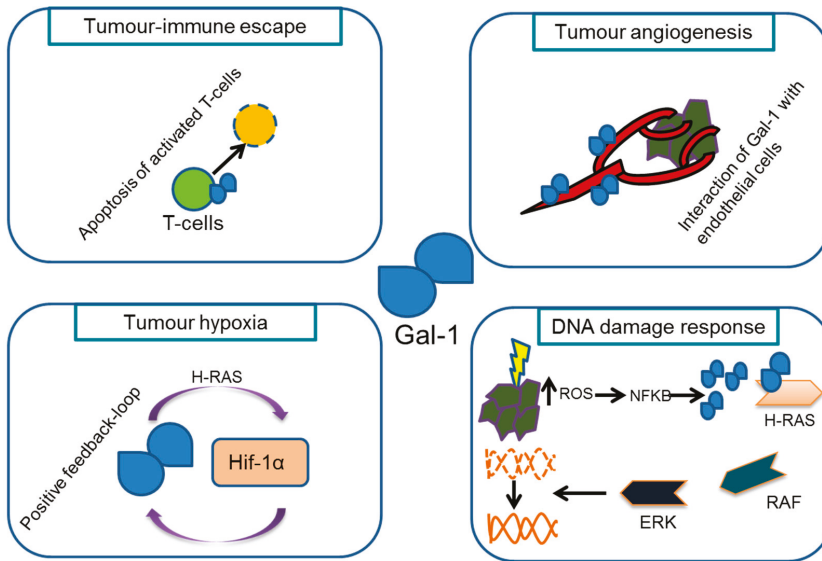 Tumour-immune escape
Apoptosis of activated T-cells
T-cells
Tumour angiogenesis
Interaction of Gal-1 with
endothelial cells
Gal-1
Tumour hypoxia
Positive feedback-loop
H-RAS
Hif-1α
DNA damage response
ROS
NFKB
H-RAS
RAF
ERK